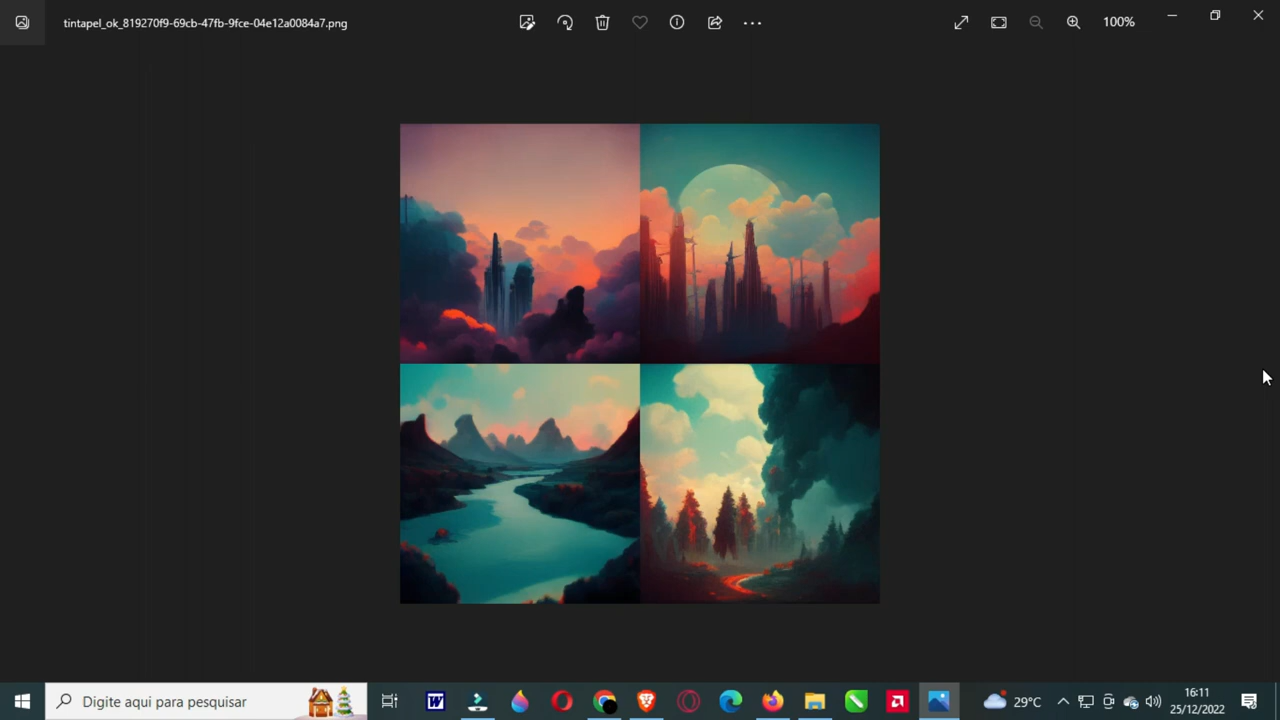 tintapel_ok_819270f9-69cb-47fb-9fce-04e12a0084a7.png
100%
Digite aqui para pesquisar
W
29°C
16:11
25/12/2022